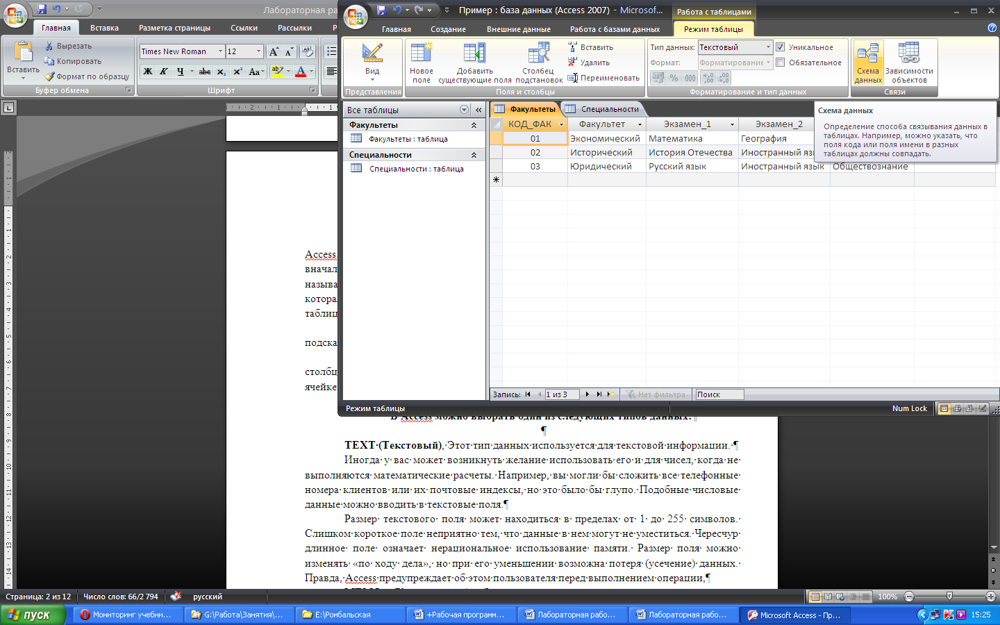 Лабораторная ра
Главная Вставка Разметка страницы Ссылки Рассылки Р
Вставить
Вырезать
Копировать
Формат по образцу
Буфер обмена
Times New Roman 12
Ж К Ч abc x₂ x² Aa
Шрифт
Пример : база данных (Access 2007) - Microsoft...
Работа с таблицами
Главная Создание Внешние данные Работа с базами данных Режим таблицы
Вид
Представления
Новое поле
Добавить существующие поля
Столбец подстановок
Вставить
Удалить
Переименовать
Поля и столбцы
Тип данных: Текстовый
Формат: Форматирование
% 000
Уникальное
Обязательное
Форматирование и тип данных
Схема данных
Зависимости объектов
Связи
Все таблицы
Факультеты
Факультеты : таблица
Специальности
Специальности : таблица
Факультеты Специальности
КОД_ФАК Факультет Экзамен_1 Экзамен_2
01 Экономический Математика География
02 Исторический История Отечества Иностранный язы
03 Юридический Русский язык Иностранный язык Обществознание
Схема данных
Определение способа связывания данных в
таблицах. Например, можно указать, что
поля кода или поля имени в разных
таблицах должны совпадать.
Запись: 1 из 3 Нет фильтра Поиск
Режим таблицы Num Lock
Access
вначал
называ
котора
таблиц
подска
столбц
ячейке
В Access можно выбрать один из следующих типов данных:¶
¶
TEXT·(Текстовый),·Этот·тип·данных·используется·для·текстовой·информации.·¶
Иногда·у·вас·может·возникнуть·желание·использовать·его·и·для·чисел,·когда·не·
выполняются·математические·расчеты.·Например,·вы·могли·бы·сложить·все·телефонные·
номера·клиентов·или·их·почтовые·индексы,·но·это·было·бы·глупо.·Подобные·числовые·
данные·можно·вводить·в·текстовые·поля.¶
Размер·текстового·поля·может·находиться·в·пределах·от·1·до·255·символов.·
Слишком·короткое·поле·неприятно·тем,·что·данные·в·нем·могут·не·уместиться.·Чересчур·
длинное·поле·означает·нерациональное·использование·памяти.·Размер·поля·можно·
изменять·«по·ходу·дела»,·но·при·его·уменьшении·возможна·потеря·(усечение)·данных.·
Правда,·Access·предупреждает·об·этом·пользователя·перед·выполнением·операции,¶
Страница: 2 из 12 Число слов: 66/2 794 русский 100%
пуск
Мониторинг учебни...
G:\Работа\Занятия\...
E:\Ромбальская
+Рабочая программ...
Лабораторная рабо...
Лабораторная рабо...
Microsoft Access - Пр...
15:25